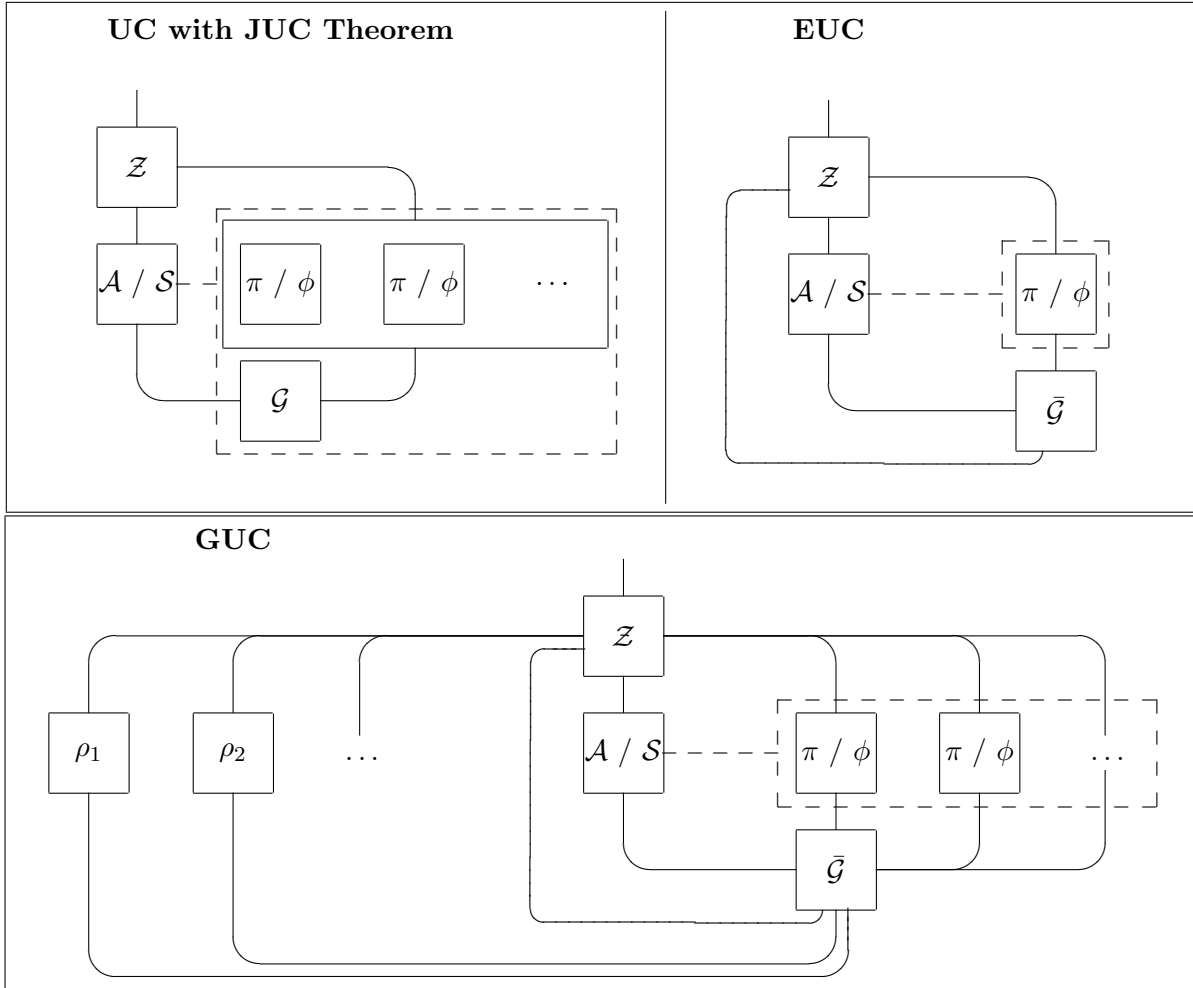 UC with JUC Theorem
𝒵
𝒜 / 𝒮
π / ϕ
π / ϕ
⋯
𝒢
EUC
𝒵
𝒜 / 𝒮
π / ϕ
𝒢̄
GUC
𝒵
ρ₁
ρ₂
...
𝒜 / 𝒮
π / ϕ
π / ϕ
...
𝒢̄